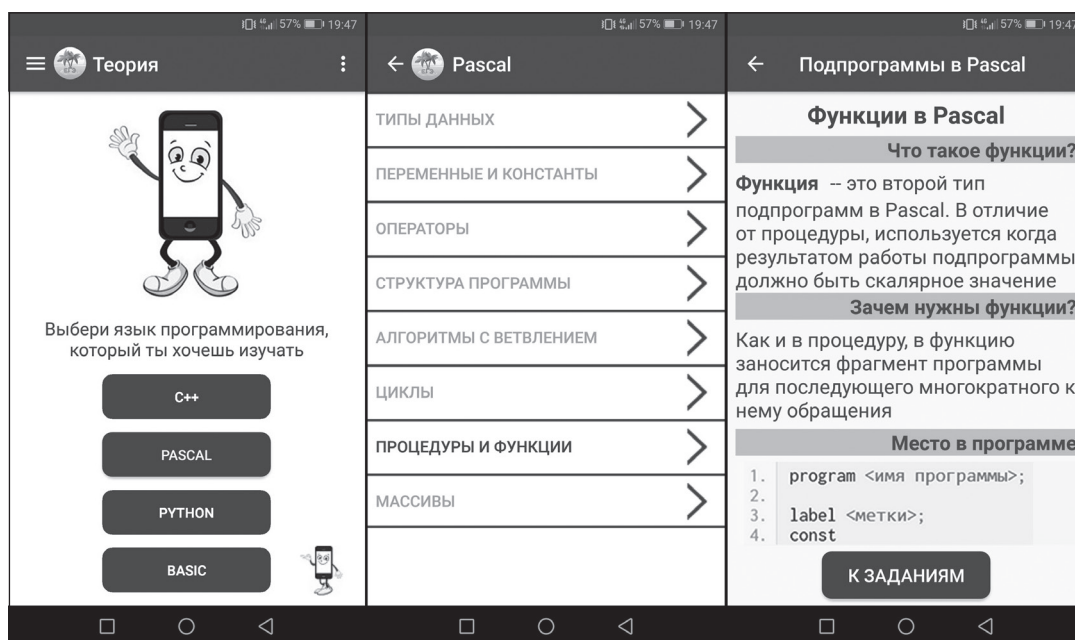 57% 19:47
Теория
Выбери язык программирования,
который ты хочешь изучать
C++
PASCAL
PYTHON
BASIC
57% 19:47
Pascal
ТИПЫ ДАННЫХ
ПЕРЕМЕННЫЕ И КОНСТАНТЫ
ОПЕРАТОРЫ
СТРУКТУРА ПРОГРАММЫ
АЛГОРИТМЫ С ВЕТВЛЕНИЕМ
ЦИКЛЫ
ПРОЦЕДУРЫ И ФУНКЦИИ
МАССИВЫ
57% 19:47
Подпрограммы в Pascal
Функции в Pascal
Что такое функции?
Функция -- это второй тип
подпрограмм в Pascal. В отличие
от процедуры, используется когда
результатом работы подпрограммы
должно быть скалярное значение
Зачем нужны функции?
Как и в процедуру, в функцию
заносится фрагмент программы
для последующего многократного к
нему обращения
Место в программе
1. program <имя программы>;
2.
3. label <метки>;
4. const
К ЗАДАНИЯМ